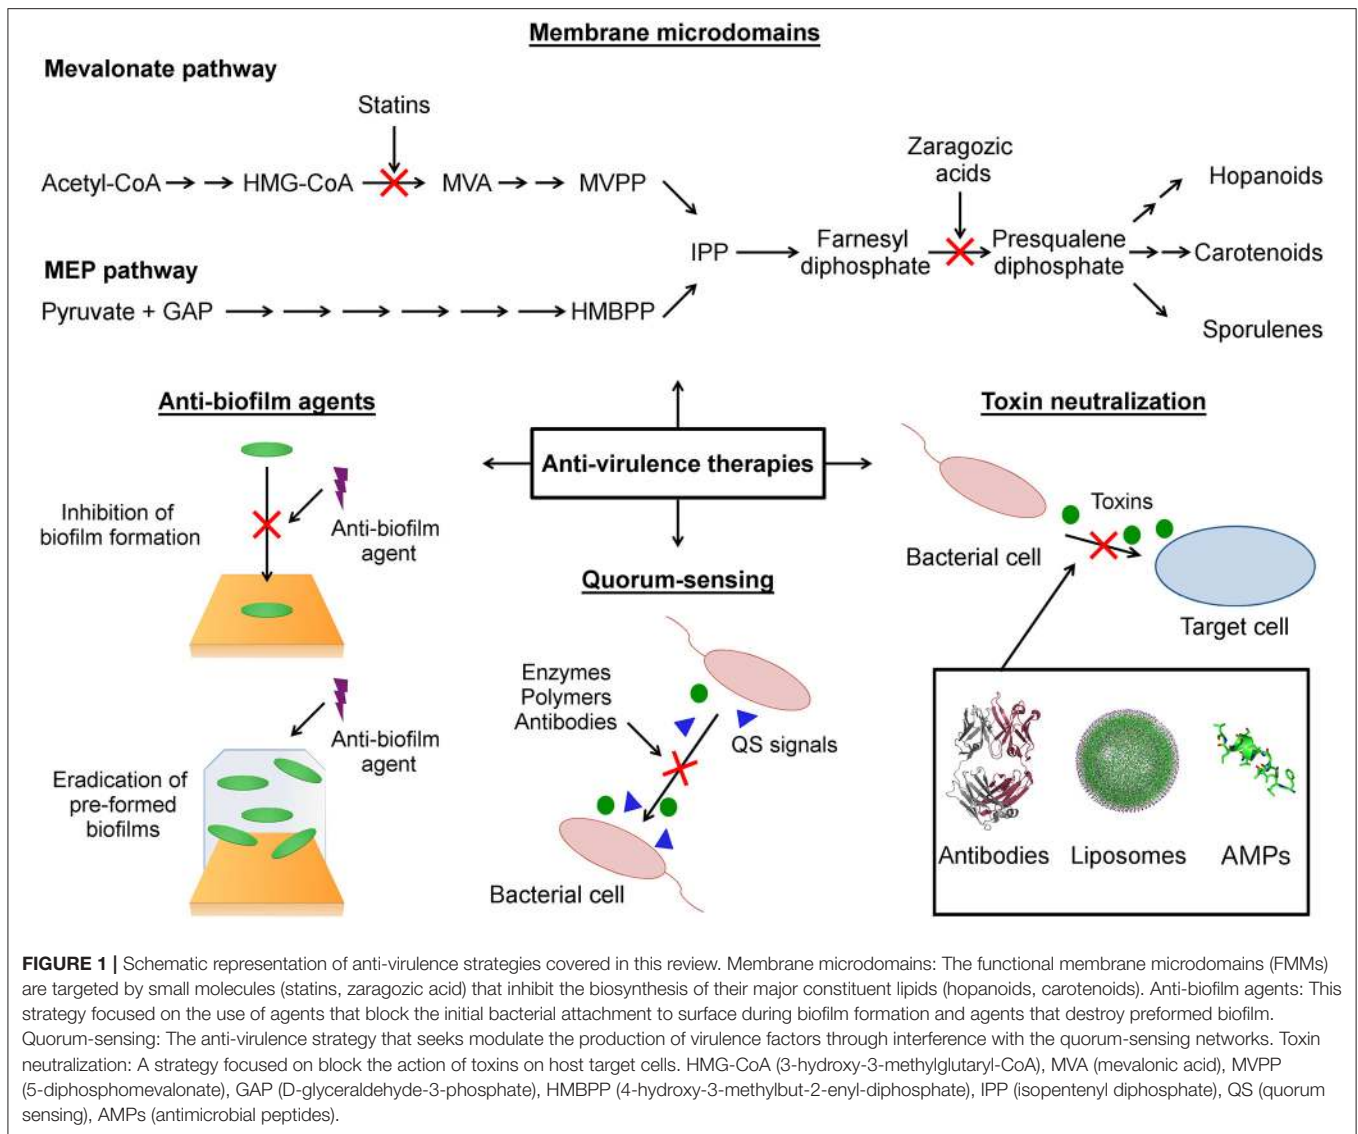 Membrane microdomains
Mevalonate pathway
Statins
Acetyl-CoA
HMG-CoA
MVA
MVPP
Zaragozic
acids
IPP
Farnesyl
diphosphate
Presqualene
diphosphate
Hopanoids
Carotenoids
Sporulenes
MEP pathway
Pyruvate + GAP
HMBPP
Anti-virulence therapies
Anti-biofilm agents
Inhibition of
biofilm formation
Anti-biofilm
agent
Anti-biofilm
agent
Eradication of
pre-formed
biofilms
Quorum-sensing
Enzymes
Polymers
Antibodies
QS signals
Bacterial cell
Toxin neutralization
Toxins
Bacterial cell
Target cell
Antibodies
Liposomes
AMPs
FIGURE 1 | Schematic representation of anti-virulence strategies covered in this review. Membrane microdomains: The functional membrane microdomains (FMMs)
are targeted by small molecules (statins, zaragozic acid) that inhibit the biosynthesis of their major constituent lipids (hopanoids, carotenoids). Anti-biofilm agents: This
strategy focused on the use of agents that block the initial bacterial attachment to surface during biofilm formation and agents that destroy preformed biofilm.
Quorum-sensing: The anti-virulence strategy that seeks modulate the production of virulence factors through interference with the quorum-sensing networks. Toxin
neutralization: A strategy focused on block the action of toxins on host target cells. HMG-CoA (3-hydroxy-3-methylglutaryl-CoA), MVA (mevalonic acid), MVPP
(5-diphosphomevalonate), GAP (D-glyceraldehyde-3-phosphate), HMBPP (4-hydroxy-3-methylbut-2-enyl-diphosphate), IPP (isopentenyl diphosphate), QS (quorum
sensing), AMPs (antimicrobial peptides).